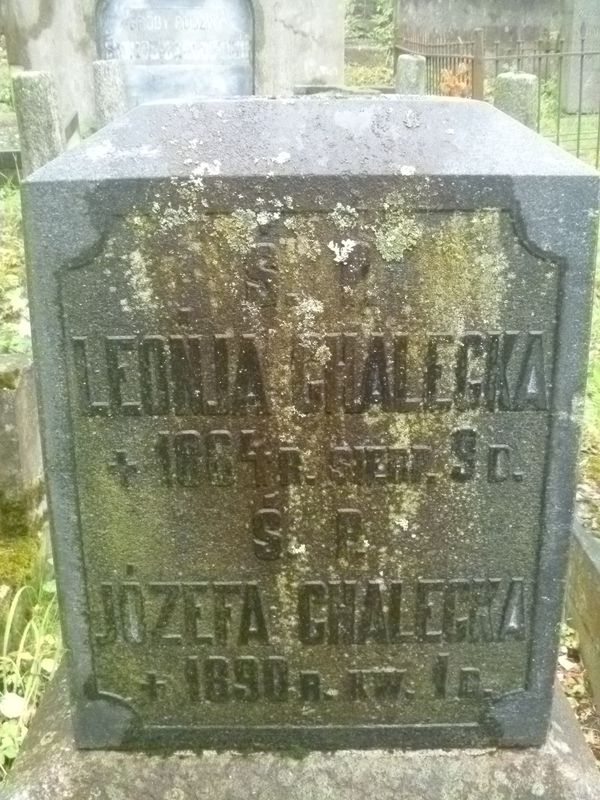 Ś. P.
LEONJA CHALECKA
+ 1864 R. SIERP. 9 D.
Ś. P.
JÓZEFA CHALECKA
+ 1890 R. KW. 1 D.